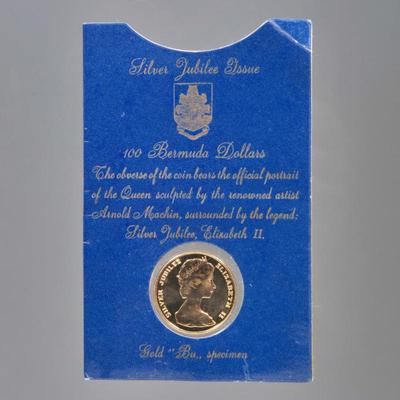 Silver Jubilee Issue
100 Bermuda Dollars
The obverse of the coin bears the official portrait
of the Queen sculpted by the renowned artist
Arnold Machin, surrounded by the legend:
Silver Jubilee, Elizabeth II.
SILVER JUBILEE ELIZABETH II
Gold "Bu„ specimen